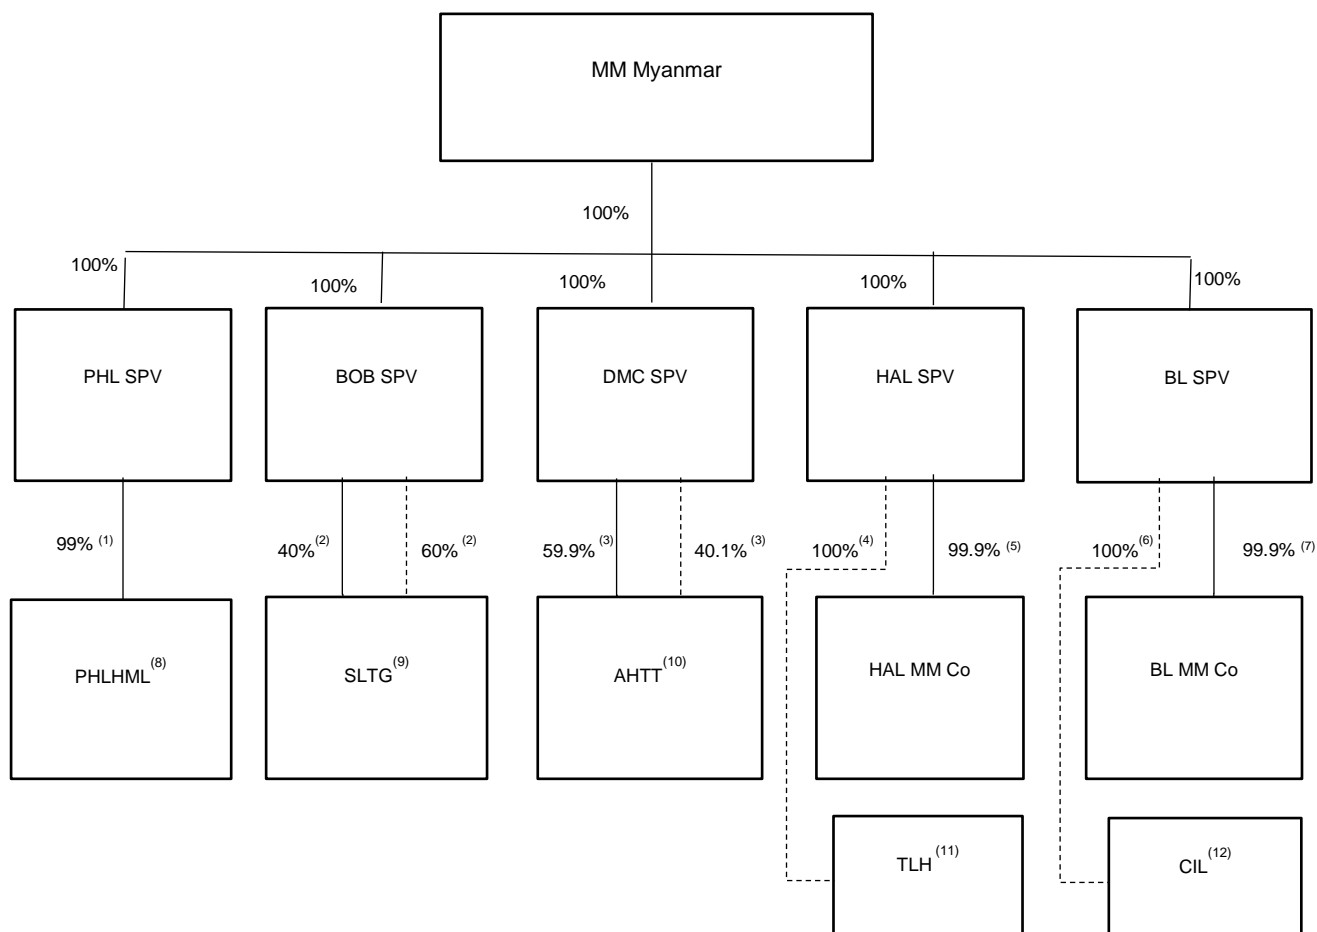 MM Myanmar
100%
100%
100%
100%
100%
100%
PHL SPV
BOB SPV
DMC SPV
HAL SPV
BL SPV
99% (1)
40%(2)
60% (2)
59.9% (3)
40.1% (3)
100%(4)
99.9% (5)
100%(6)
99.9% (7)
PHLHML(8)
SLTG(9)
AHTT(10)
HAL MM Co
BL MM Co
TLH(11)
CIL(12)